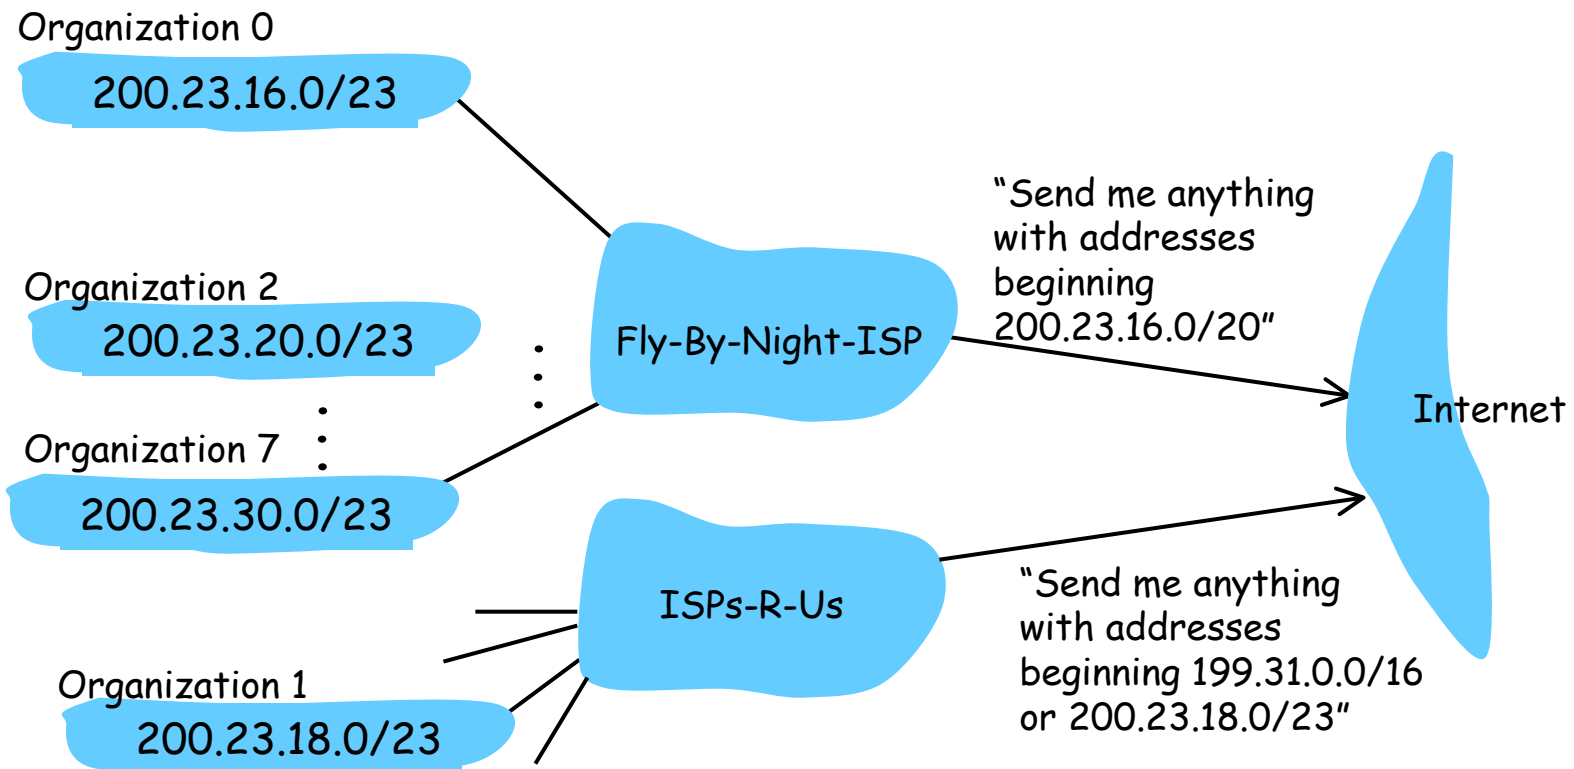 Organization 0
200.23.16.0/23
Organization 2
200.23.20.0/23
Organization 7
200.23.30.0/23
Fly-By-Night-ISP
“Send me anything
with addresses
beginning
200.23.16.0/20”
Internet
ISPs-R-Us
Organization 1
200.23.18.0/23
“Send me anything
with addresses
beginning 199.31.0.0/16
or 200.23.18.0/23”